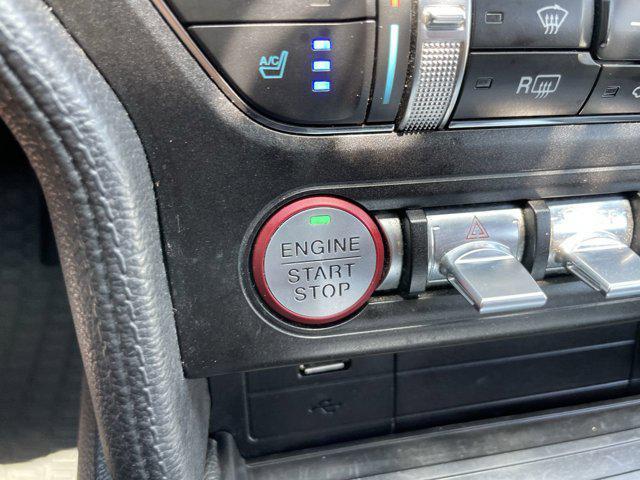 A/C
R
ENGINE
START
STOP